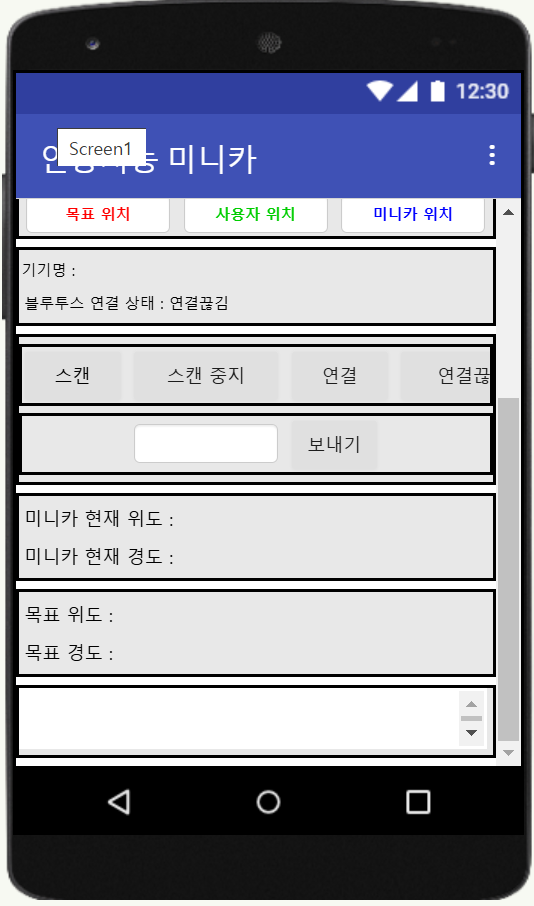 12:30
Screen1
미니카
목표 위치 사용자 위치 미니카 위치
기기명 :
블루투스 연결 상태 : 연결끊김
스캔 스캔 중지 연결 연결끊
보내기
미니카 현재 위도 :
미니카 현재 경도 :
목표 위도 :
목표 경도 :